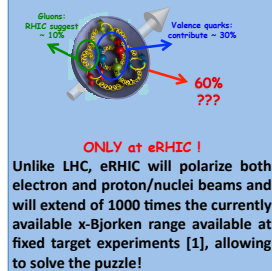 Gluons:
RHIC suggest
~ 10%
Valence quarks:
contribute ~ 30%
60%
???
ONLY at eRHIC !
Unlike LHC, eRHIC will polarize both
electron and proton/nuclei beams and
will extend of 1000 times the currently
available x-Bjorken range available at
fixed target experiments [1], allowing
to solve the puzzle!